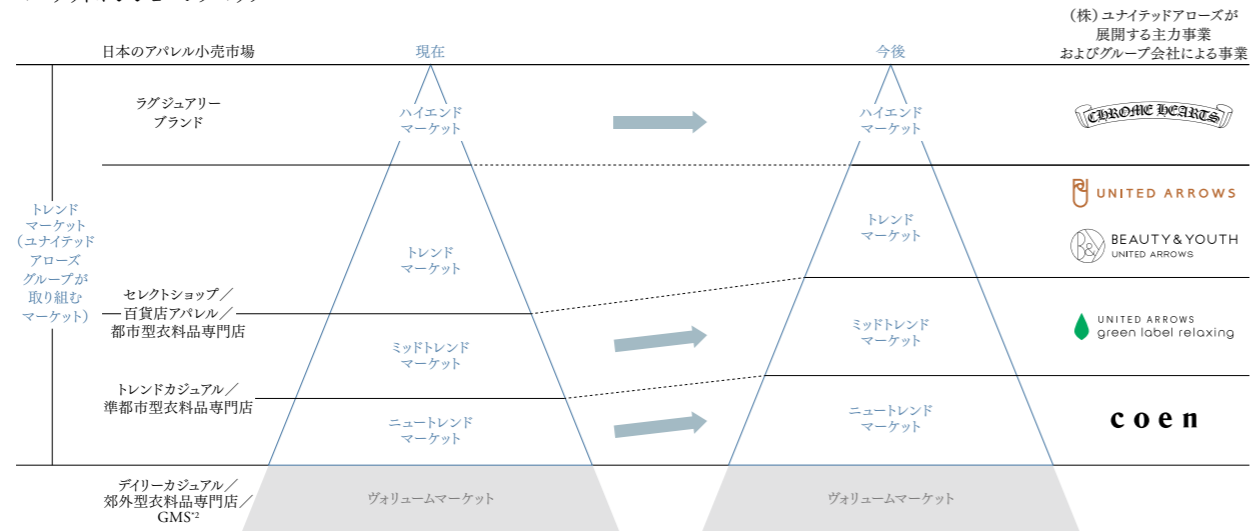 (株)ユナイテッドアローズが
展開する主力事業
およびグループ会社による事業
日本のアパレル小売市場
現在
今後
ラグジュアリー
ブランド
ハイエンド
マーケット
ハイエンド
マーケット
CHROME HEARTS
トレンド
マーケット
(ユナイテッド
アローズ
グループが
取り組む
マーケット)
トレンド
マーケット
トレンド
マーケット
UNITED ARROWS
B&Y
BEAUTY&YOUTH
UNITED ARROWS
セレクトショップ/
百貨店アパレル/
都市型衣料品専門店
ミッドトレンド
マーケット
ミッドトレンド
マーケット
UNITED ARROWS
green label relaxing
トレンドカジュアル/
準都市型衣料品専門店
ニュートレンド
マーケット
ニュートレンド
マーケット
coen
デイリーカジュアル/
郊外型衣料品専門店/
GMS*2
ヴォリュームマーケット
ヴォリュームマーケット